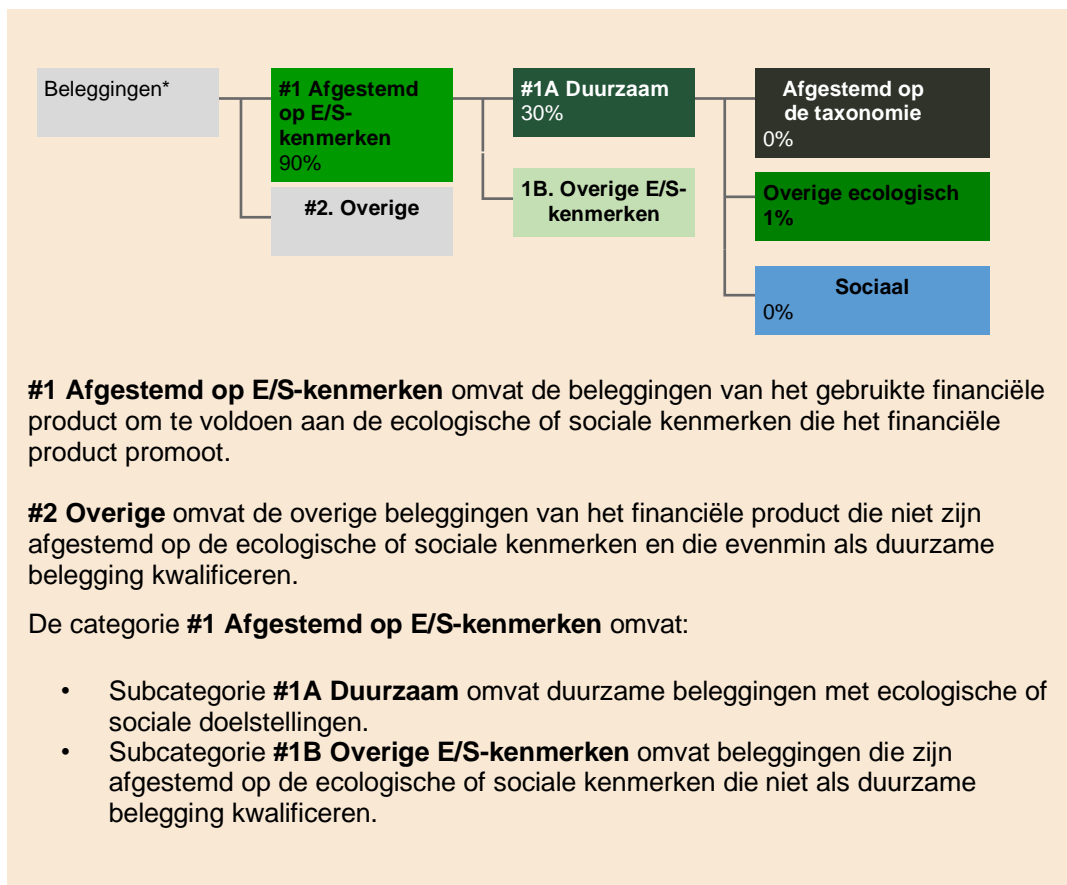 Beleggingen*
#1 Afgestemd
op E/S-
kenmerken
90%
#2. Overige
#1A Duurzaam
30%
1B. Overige E/S-
kenmerken
Afgestemd op
de taxonomie
0%
Overige ecologisch
1%
Sociaal
0%
#1 Afgestemd op E/S-kenmerken omvat de beleggingen van het gebruikte financiële
product om te voldoen aan de ecologische of sociale kenmerken die het financiële
product promoot.
#2 Overige omvat de overige beleggingen van het financiële product die niet zijn
afgestemd op de ecologische of sociale kenmerken en die evenmin als duurzame
belegging kwalificeren.
De categorie #1 Afgestemd op E/S-kenmerken omvat:
• Subcategorie #1A Duurzaam omvat duurzame beleggingen met ecologische of
sociale doelstellingen.
• Subcategorie #1B Overige E/S-kenmerken omvat beleggingen die zijn
afgestemd op de ecologische of sociale kenmerken die niet als duurzame
belegging kwalificeren.